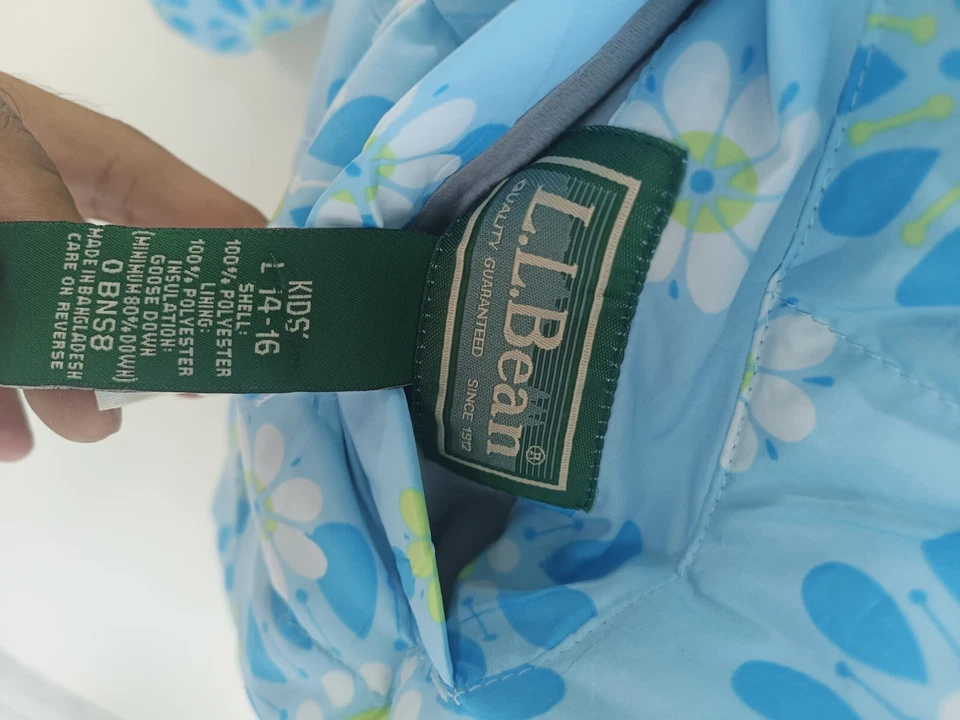 L.L.Bean®
QUALITY GUARANTEED SINCE 1912
KIDS'
L 14-16
SHELL:
100% POLYESTER
LINING:
100% POLYESTER
INSULATION:
GOOSE DOWN
(MINIMUM 80% DOWN)
0 BNS8
MADE IN BANGLADESH
CARE ON REVERSE